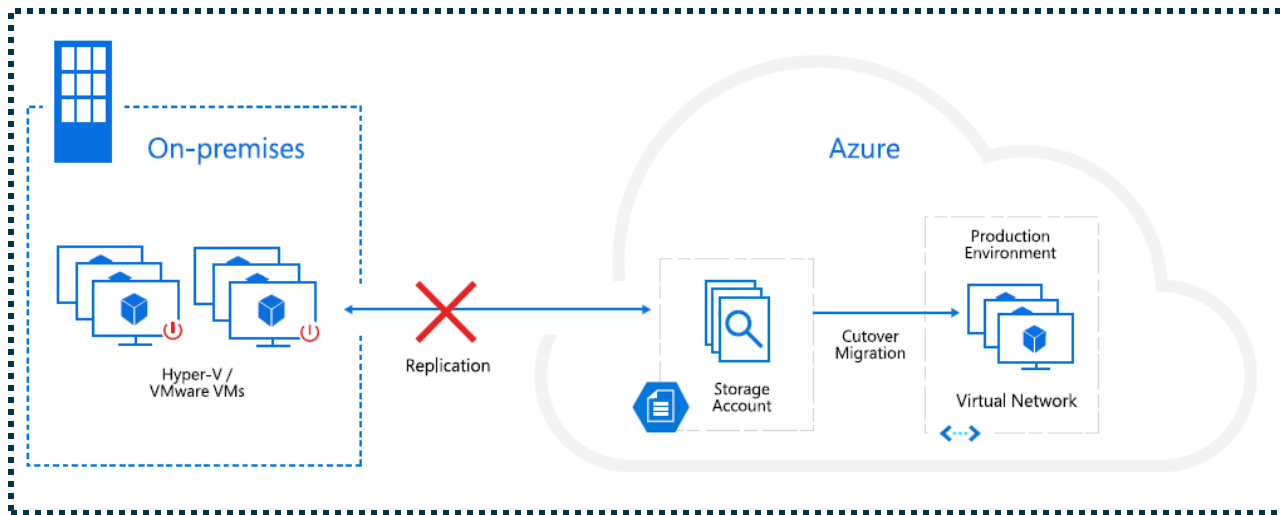 On-premises
Hyper-V /
VMware VMs
Replication
Azure
Storage
Account
Cutover
Migration
Production
Environment
Virtual Network